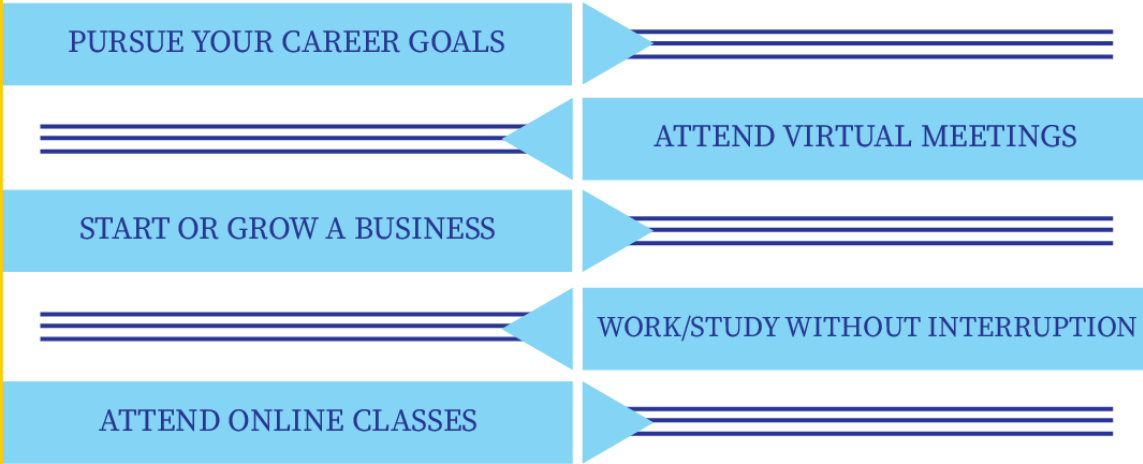 PURSUE YOUR CAREER GOALS
ATTEND VIRTUAL MEETINGS
START OR GROW A BUSINESS
WORK/STUDY WITHOUT INTERRUPTION
ATTEND ONLINE CLASSES